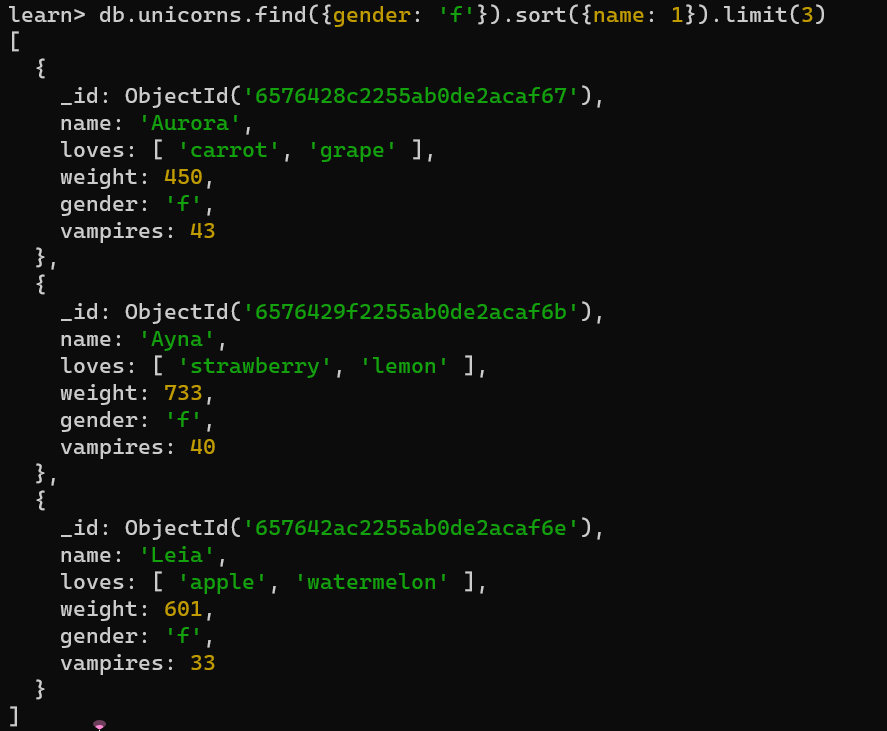 learn> db.unicorns.find({gender: 'f'}).sort({name: 1}).limit(3)
[
  {
    _id: ObjectId('6576428c2255ab0de2acaf67'),
    name: 'Aurora',
    loves: [ 'carrot', 'grape' ],
    weight: 450,
    gender: 'f',
    vampires: 43
  },
  {
    _id: ObjectId('6576429f2255ab0de2acaf6b'),
    name: 'Ayna',
    loves: [ 'strawberry', 'lemon' ],
    weight: 733,
    gender: 'f',
    vampires: 40
  },
  {
    _id: ObjectId('657642ac2255ab0de2acaf6e'),
    name: 'Leia',
    loves: [ 'apple', 'watermelon' ],
    weight: 601,
    gender: 'f',
    vampires: 33
  }
]